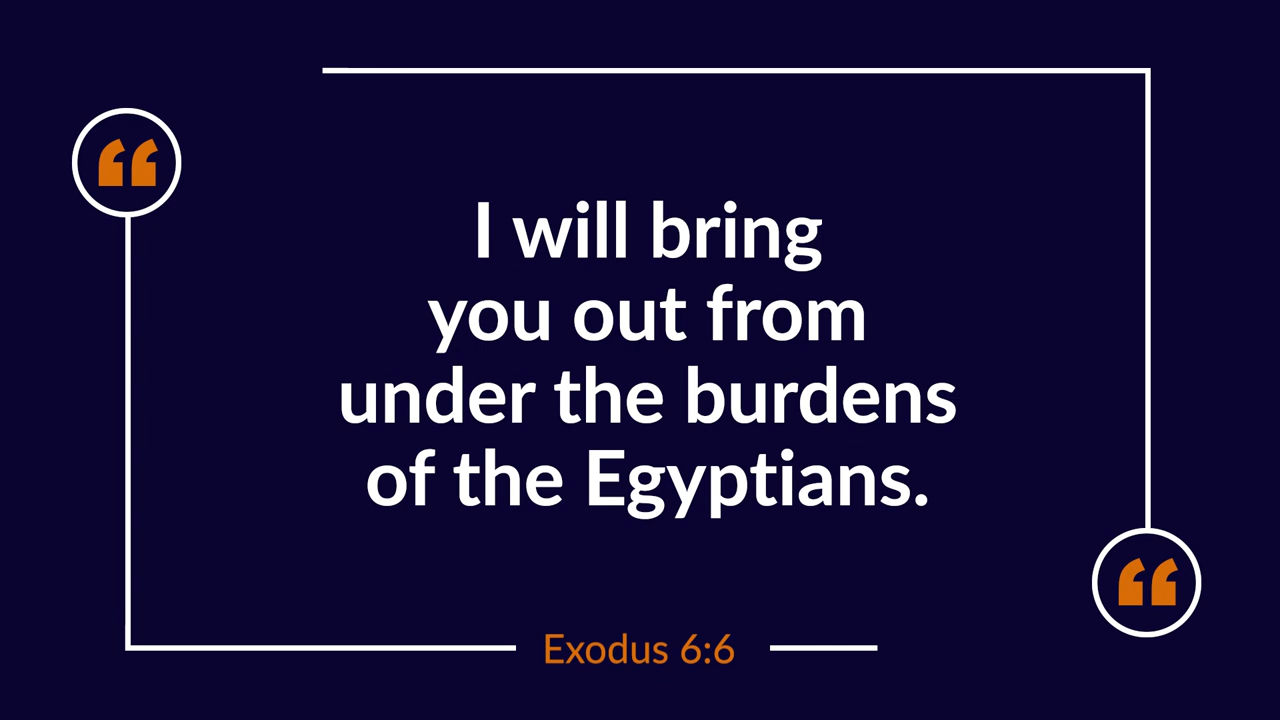 “
I will bring
you out from
under the burdens
of the Egyptians.
“
Exodus 6:6